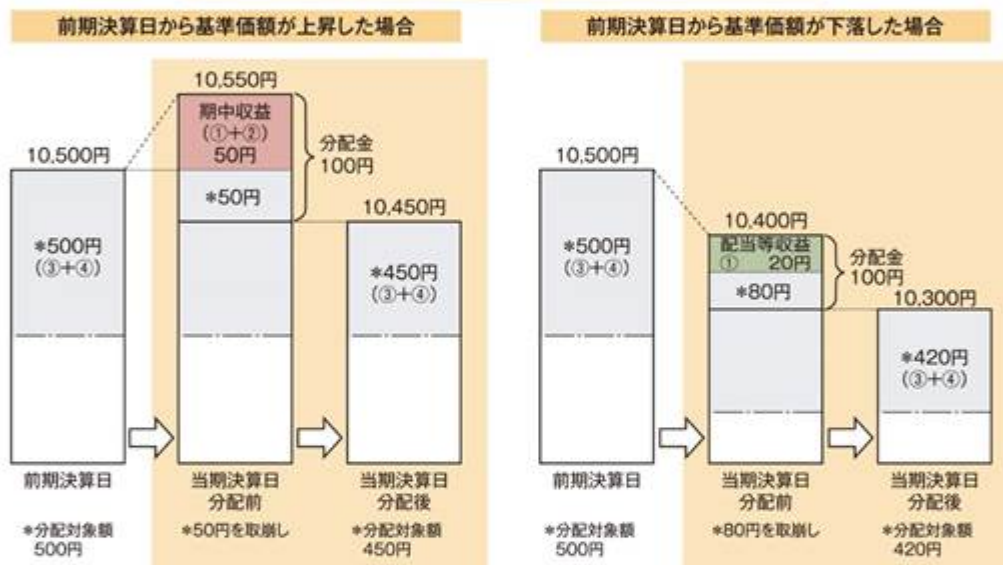 前期決算日から基準価額が上昇した場合
10,550円
期中収益
(①+②)
50円
分配金
100円
10,500円
*50円
10,450円
*500円
(③+④)
*450円
(③+④)
前期決算日
当期決算日
分配前
当期決算日
分配後
*分配対象額
500円
*50円を取崩し
*分配対象額
450円
前期決算日から基準価額が下落した場合
10,500円
10,400円
配当等収益
① 20円
分配金
100円
*500円
(③+④)
*80円
10,300円
*420円
(③+④)
前期決算日
当期決算日
分配前
当期決算日
分配後
*分配対象額
500円
*80円を取崩し
*分配対象額
420円